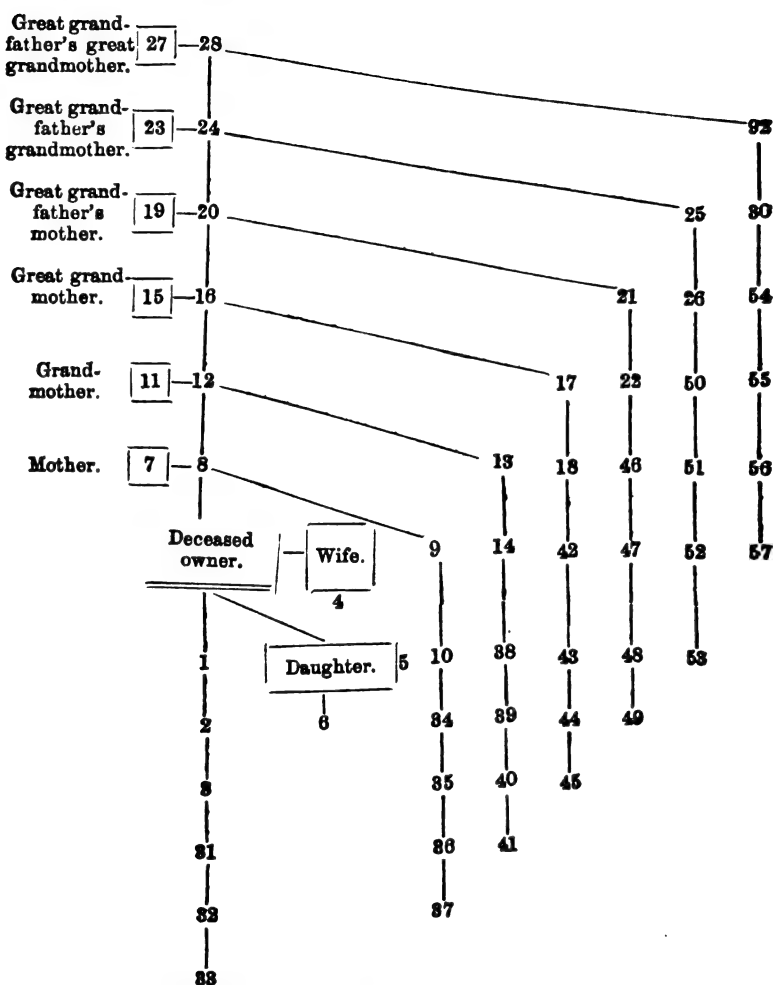 Great grand-
father's great 27 28
grandmother.
Great grand-
father's 23 24 92
grandmother.
Great grand-
father's 19 20 25 30
mother.
Great grand-
mother. 15 16 21 26 54
Grand-
mother. 11 12 17 22 50 55
Mother. 7 8 13 18 46 51 56
Deceased
owner. Wife. 9 14 42 47 52 57
4
1 Daughter. 5 10 38 43 48 53
2 6 34 39 44 49
3 35 40 45
31 36 41
32 37
33